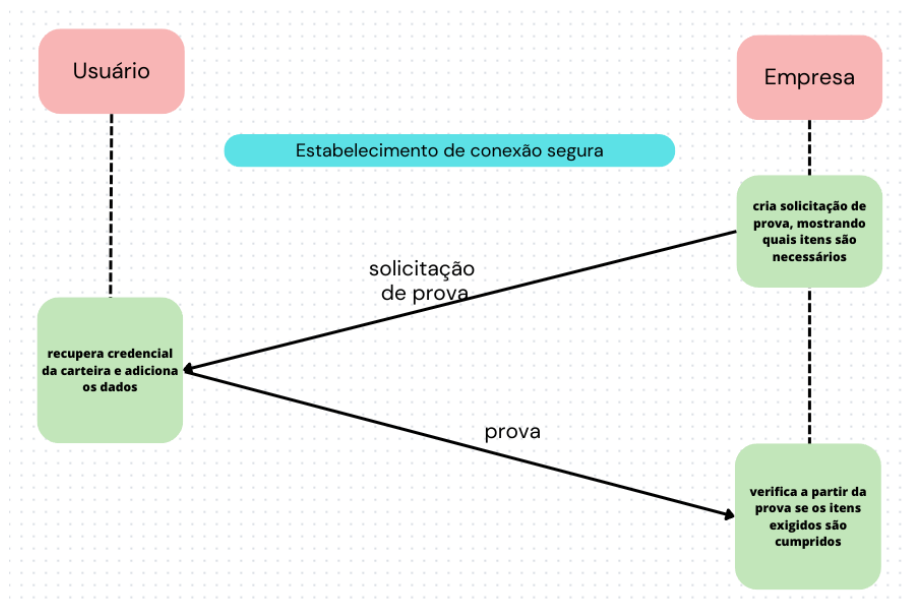 Usuário
Empresa
Estabelecimento de conexão segura
cria solicitação de
prova, mostrando
quais itens são
necessários
solicitação
de prova
recupera credencial
da carteira e adiciona
os dados
prova
verifica a partir da
prova se os itens
exigidos são
cumpridos